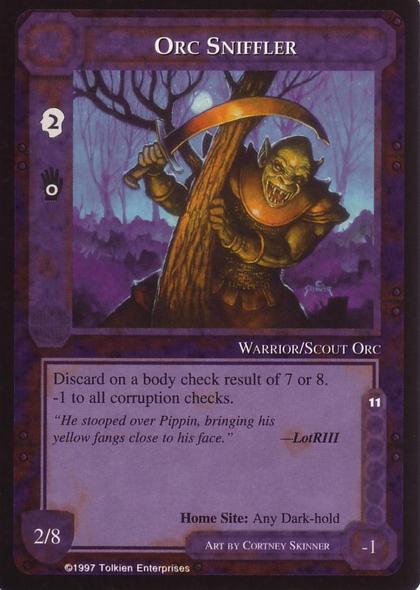 Orc Sniffler
2
0
Warrior/Scout Orc
Discard on a body check result of 7 or 8.
-1 to all corruption checks.
11
"He stooped over Pippin, bringing his
yellow fangs close to his face." —LotRIII
Home Site: Any Dark-hold
2/8
Art by Cortney Skinner
-1
©1997 Tolkien Enterprises